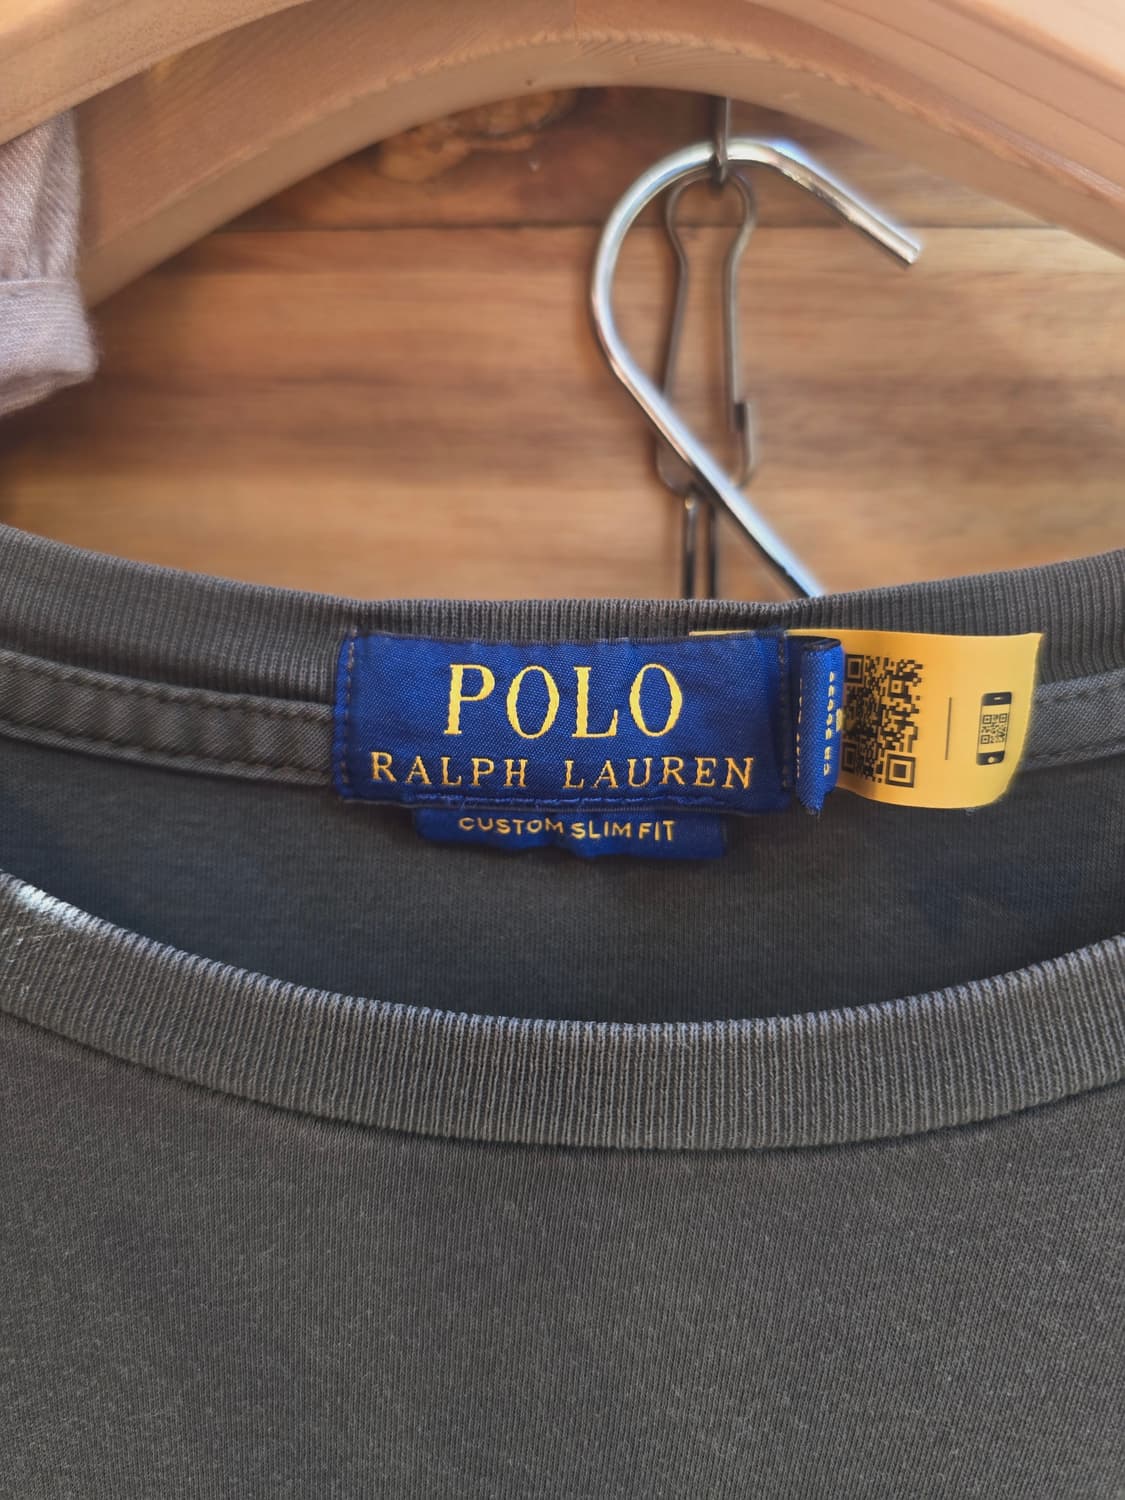 POLO
RALPH LAUREN
CUSTOM SLIM FIT